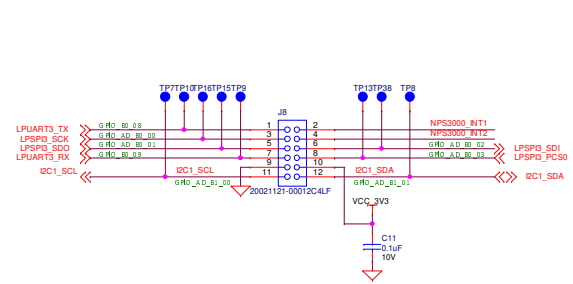 TP7 TP10 TP16 TP15 TP9 TP13 TP38 TP8
J8
LPUART3_TX GPIO_B0_08 1 2 NPS3000_INT1
LPSPI3_SCK GPIO_AD_B0_00 3 4 NPS3000_INT2
LPSPI3_SDO GPIO_AD_B0_01 5 6 GPIO_AD_B0_02 LPSPI3_SDI
LPUART3_RX GPIO_B0_09 7 8 GPIO_AD_B0_03 LPSPI3_PCS0
9 10
I2C1_SCL I2C1_SCL 11 12 I2C1_SDA I2C1_SDA
GPIO_AD_B1_00 GPIO_AD_B1_01
20021121-00012C4LF
VCC_3V3
C11
0.1uF
10V